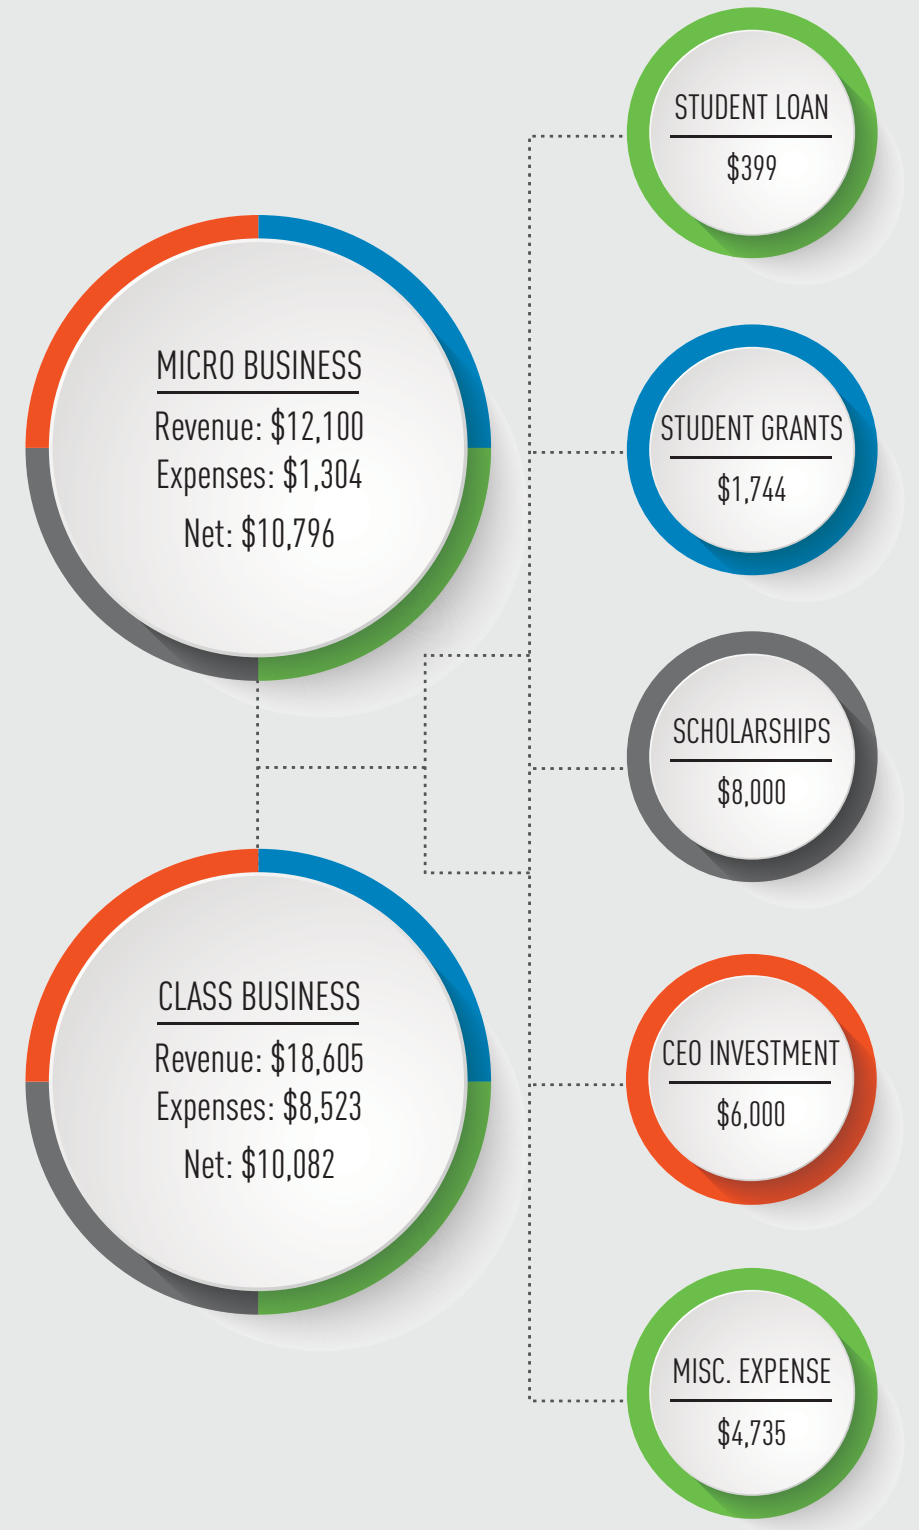 MICRO BUSINESS
Revenue: $12,100
Expenses: $1,304
Net: $10,796
CLASS BUSINESS
Revenue: $18,605
Expenses: $8,523
Net: $10,082
STUDENT LOAN
$399
STUDENT GRANTS
$1,744
SCHOLARSHIPS
$8,000
CEO INVESTMENT
$6,000
MISC. EXPENSE
$4,735